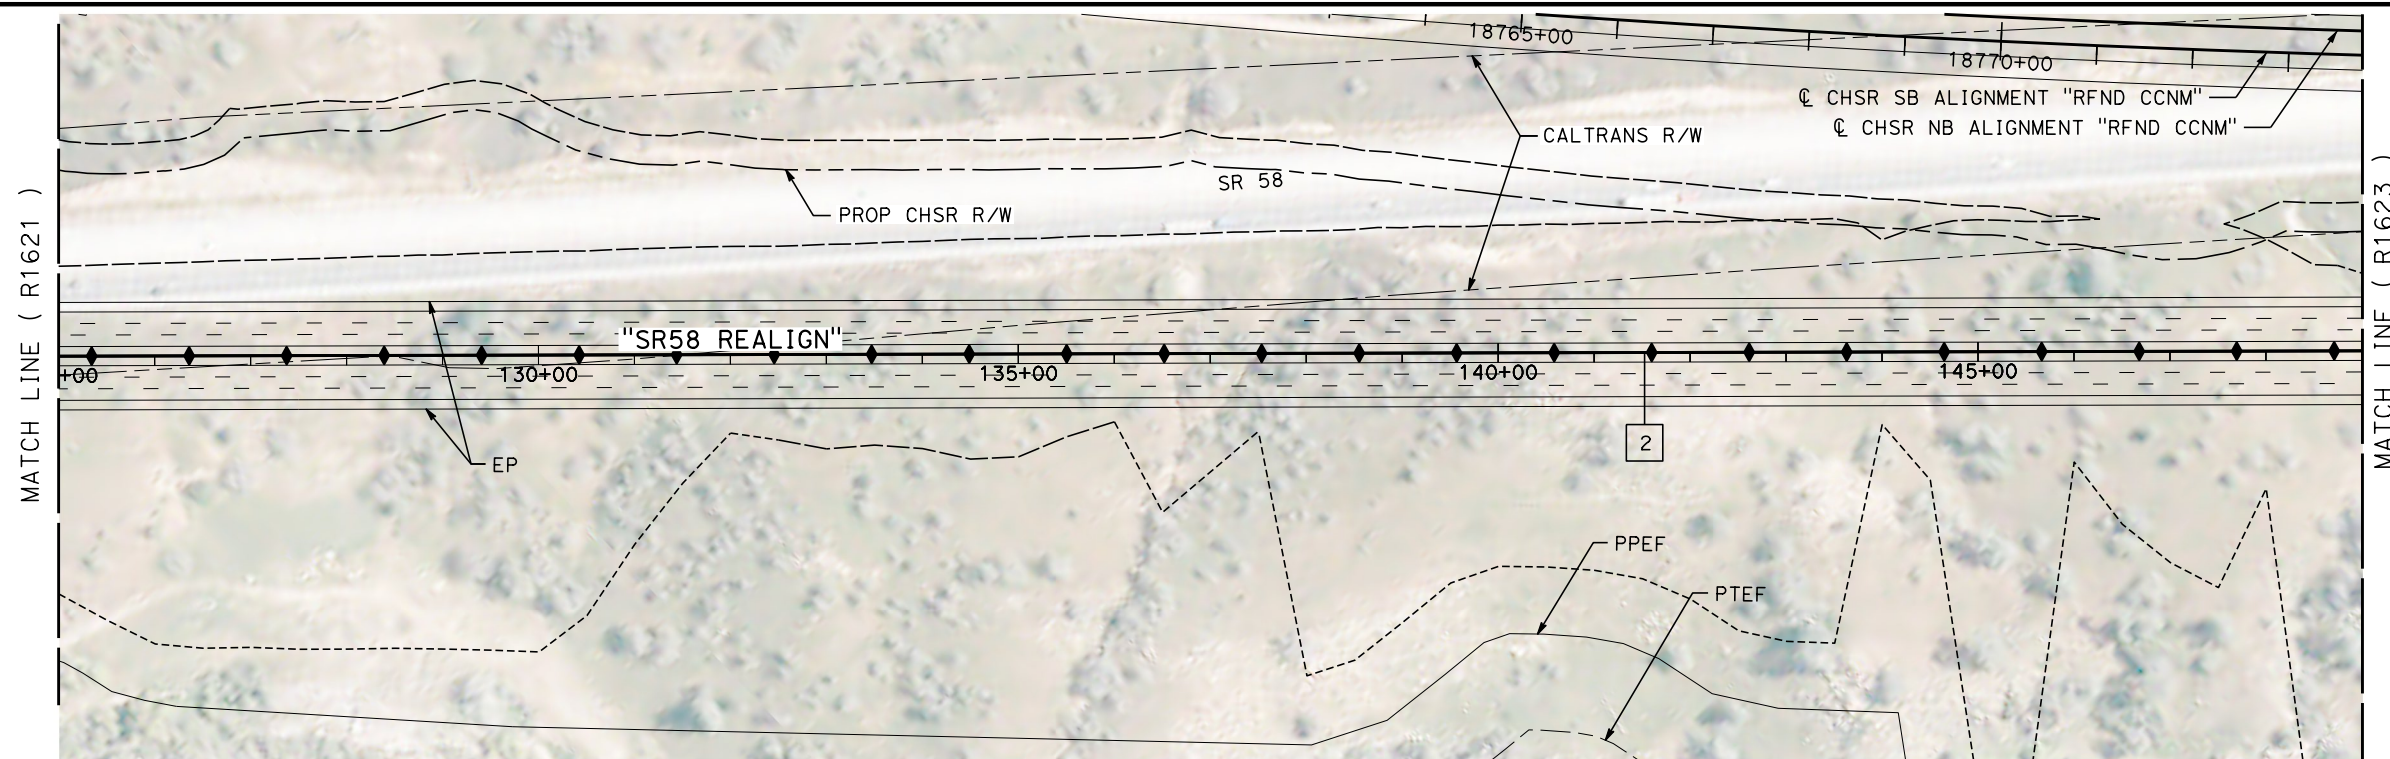 18765+00
18770+00
℄ CHSR SB ALIGNMENT "RFND CCNM"
℄ CHSR NB ALIGNMENT "RFND CCNM"
CALTRANS R/W
SR 58
PROP CHSR R/W
MATCH LINE ( R1621 )
MATCH LINE ( R1623 )
"SR58 REALIGN"
+00
130+00
135+00
140+00
145+00
2
EP
PPEF
PTEF